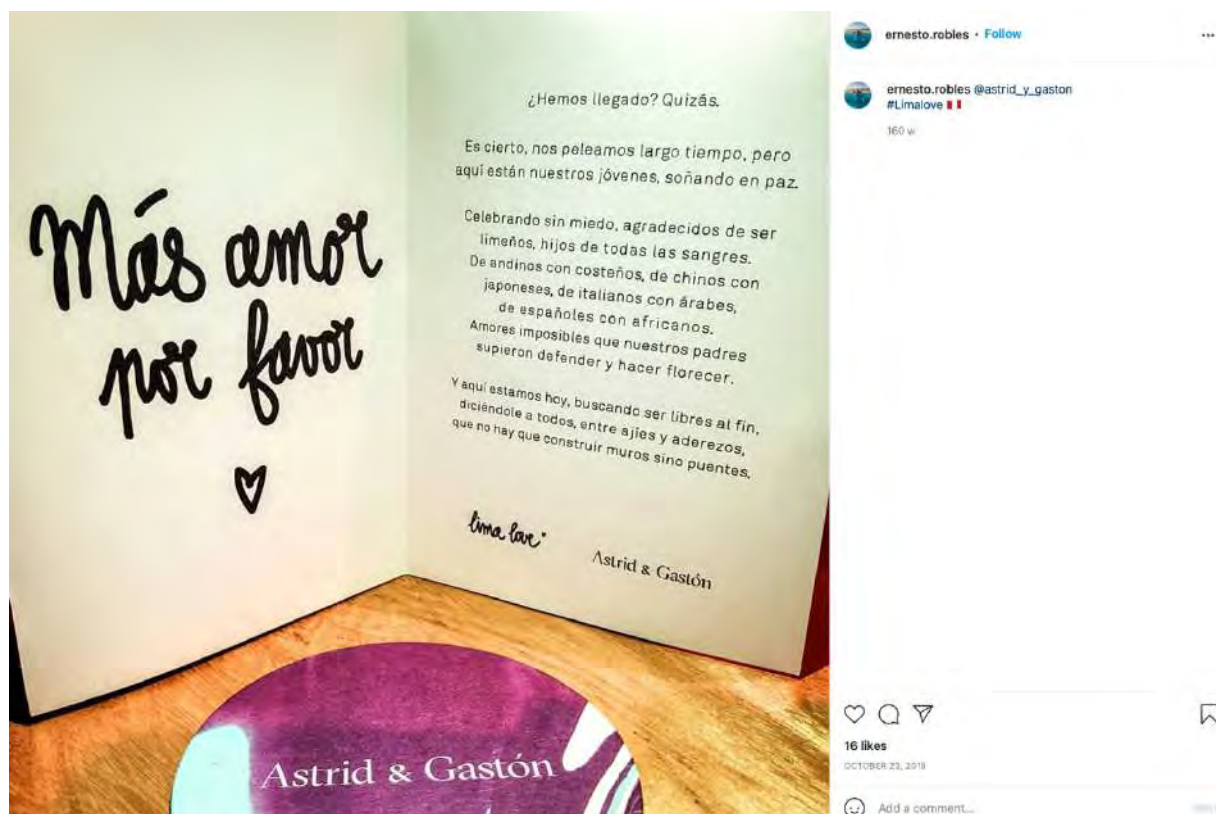 Más amor
por favor
¿Hemos llegado? Quizás.
Es cierto, nos peleamos largo tiempo, pero
aquí están nuestros jóvenes, soñando en paz.
Celebrando sin miedo, agradecidos de ser
limeños, hijos de todas las sangres.
De andinos con costeños, de chinos con
japoneses, de italianos con árabes,
de españoles con africanos.
Amores imposibles que nuestros padres
supieron defender y hacer florecer.
Y aquí estamos hoy, buscando ser libres al fin,
diciéndole a todos, entre ajíes y aderezos,
que no hay que construir muros sino puentes.
lima love
Astrid & Gastón
Astrid & Gastón
ernesto.robles • Follow
ernesto.robles @astrid_y_gaston
#Limalove
160 w
16 likes
OCTOBER 23, 2018
Add a comment...